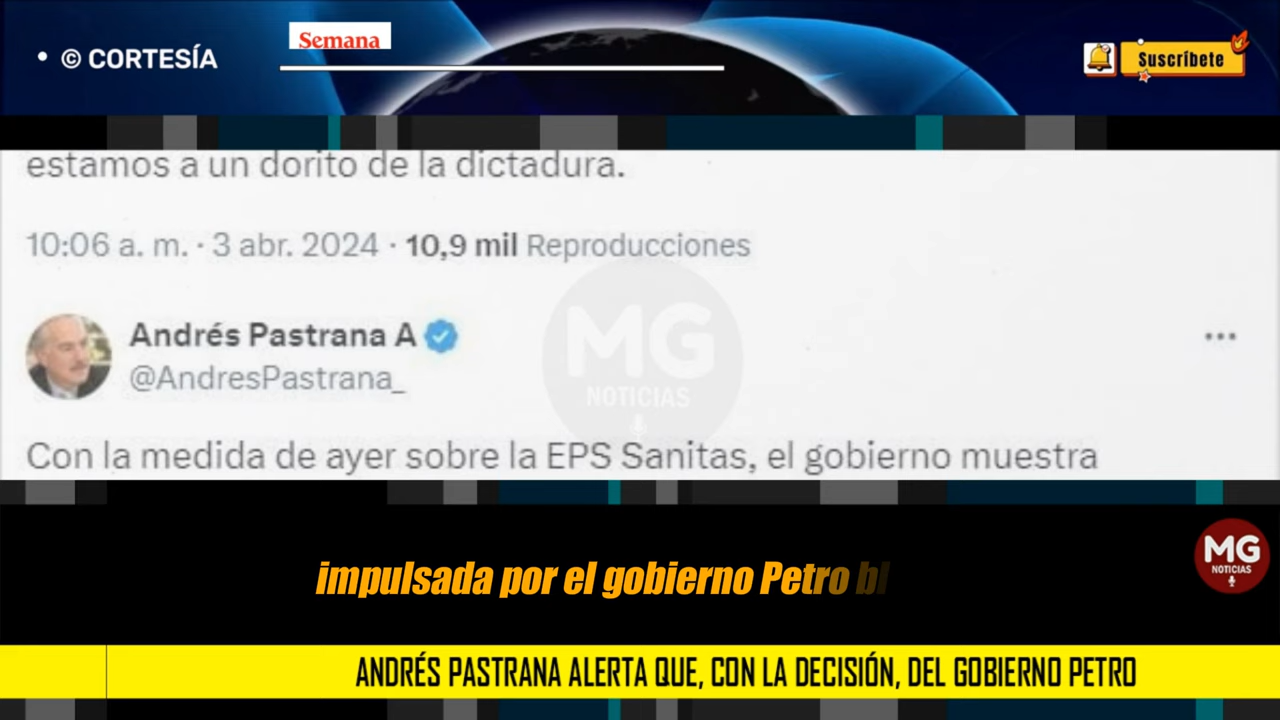 • © CORTESÍA
Semana
Suscríbete
estamos a un dorito de la dictadura.
10:06 a. m. · 3 abr. 2024 · 10,9 mil Reproducciones
Andrés Pastrana A
@AndresPastrana_
MG
NOTICIAS
Con la medida de ayer sobre la EPS Sanitas, el gobierno muestra
impulsada por el gobierno Petro bl
MG
NOTICIAS
ANDRÉS PASTRANA ALERTA QUE, CON LA DECISIÓN, DEL GOBIERNO PETRO